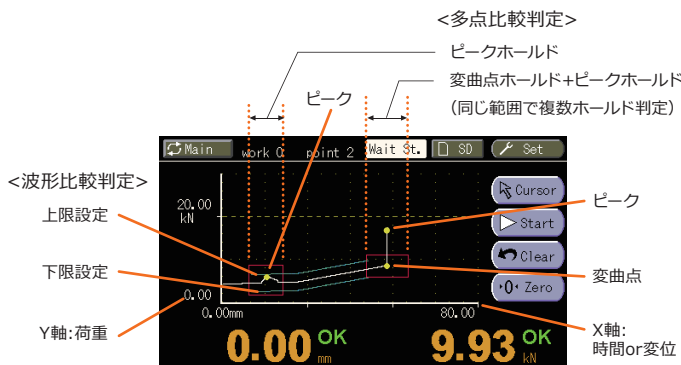 <多点比較判定>
ピークホールド
変曲点ホールド+ピークホールド
(同じ範囲で複数ホールド判定)
ピーク
Main
work 0
point 2
Wait St.
SD
Set
<波形比較判定>
上限設定
下限設定
Y軸:荷重
20.00
kN
0.00
0.00mm
80.00
Cursor
Start
Clear
•0• Zero
ピーク
変曲点
X軸:
時間or変位
0.00 mm OK
9.93 kN OK